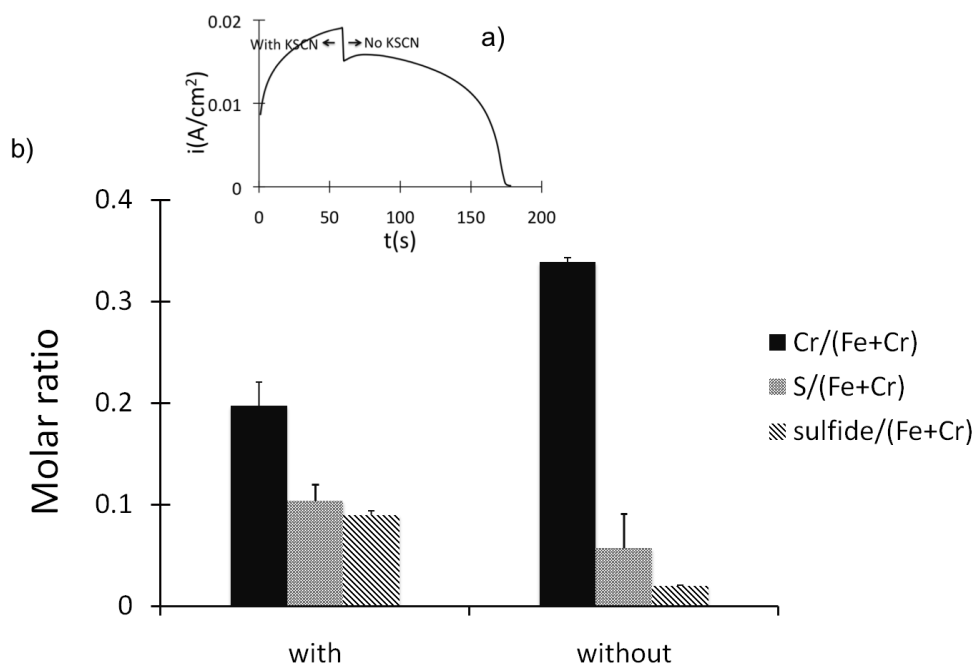 a)
i(A/cm²)
0.02
0.01
0
With KSCN
No KSCN
0 50 100 150 200
t(s)
b)
Molar ratio
0.4
0.3
0.2
0.1
0
with without
Cr/(Fe+Cr)
S/(Fe+Cr)
sulfide/(Fe+Cr)